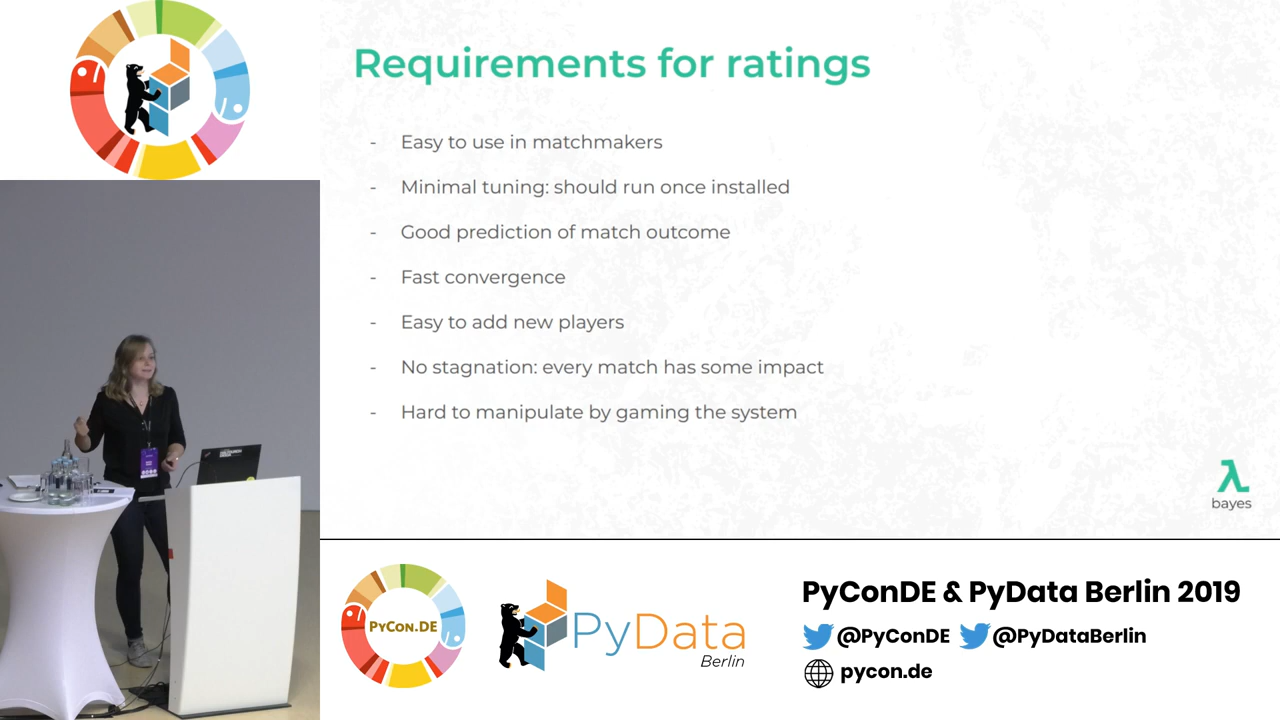 Requirements for ratings
- Easy to use in matchmakers
- Minimal tuning: should run once installed
- Good prediction of match outcome
- Fast convergence
- Easy to add new players
- No stagnation: every match has some impact
- Hard to manipulate by gaming the system
λ
bayes
PYCON.DE
PyData
Berlin
PyConDE & PyData Berlin 2019
@PyConDE @PyDataBerlin
pycon.de